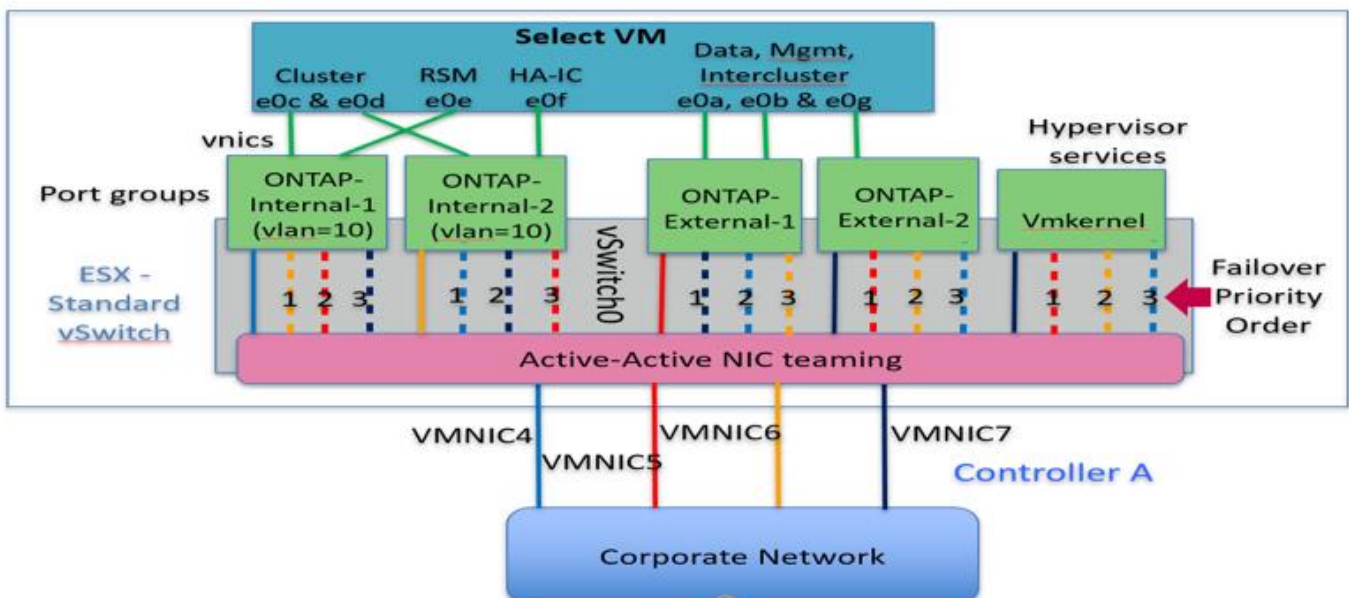 Select VM
Cluster
e0c & e0d
RSM
e0e
HA-IC
e0f
Data, Mgmt,
Intercluster
e0a, e0b & e0g
vnics
Hypervisor
services
Port groups
ONTAP-
Internal-1
(vlan=10)
ONTAP-
Internal-2
(vlan=10)
ONTAP-
External-1
ONTAP-
External-2
Vmkernel
vSwitch0
ESX -
Standard
vSwitch
1 2 3
1 2 3
1 2 3
1 2 3
1 2 3
Failover
Priority
Order
Active-Active NIC teaming
VMNIC4
VMNIC5
VMNIC6
VMNIC7
Controller A
Corporate Network